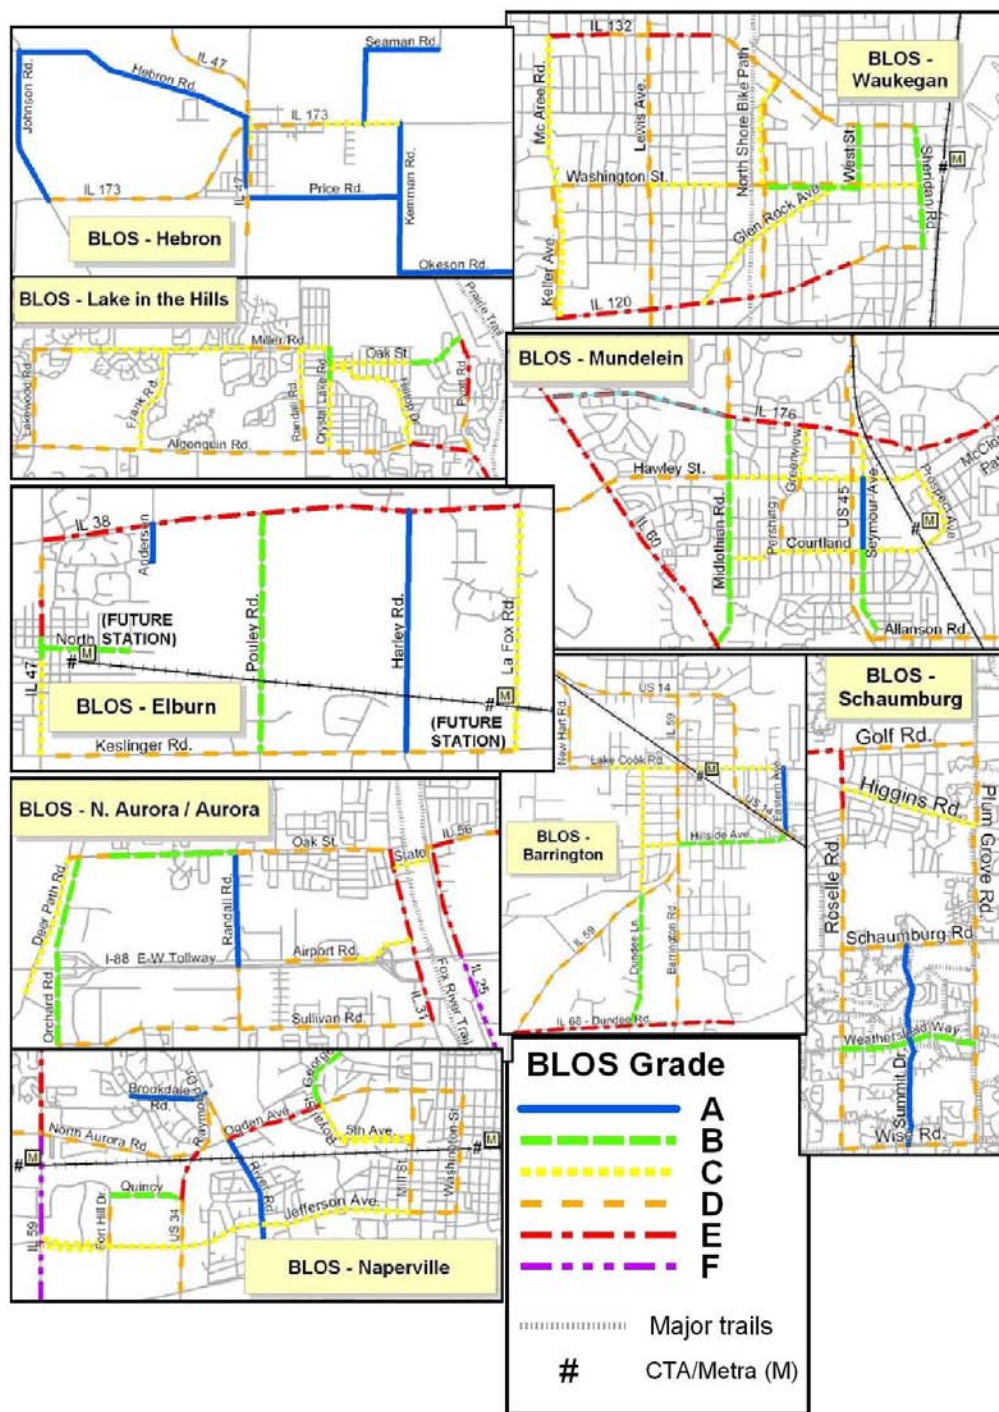 Seaman Rd.
IL 47
Johnson Rd.
Hebron Rd.
IL 173
IL 173
IL 47
Price Rd.
Kemman Rd.
BLOS - Hebron
Okeson Rd.
IL 132
BLOS -
Waukegan
Mc Aree Rd.
Lewis Ave.
North Shore Bike Path
West St.
M
#
Washington St.
Sheridan Rd.
Glen Rock Ave.
Keller Ave.
IL 120
BLOS - Lake in the Hills
Prairie Trail
Miller Rd.
Oak St.
Lakewood Rd.
Frank Rd.
Randall Rd.
Crystal Lake Rd.
Hilltop
Pyott Rd.
Algonquin Rd.
BLOS - Mundelein
IL 176
Greenview
McClo
Pat
Hawley St.
Prospect Ave
Midlothian Rd.
Pershing
US 45
Seymour Ave.
M
#
IL 60
Courtland
Allanson Rd.
IL 38
Anderson
Pouley Rd.
Harley Rd.
La Fox Rd.
(FUTURE
STATION)
North
M
#
IL 47
BLOS - Elburn
M
#
(FUTURE
STATION)
Keslinger Rd.
US 14
New Hart Rd.
IL 59
Lake Cook Rd.
M
#
Eastern Ave.
US 14
BLOS -
Barrington
Hillside Ave.
IL 59
Dundee Ln.
Barrington Rd.
IL 68 - Dundee Rd.
BLOS -
Schaumburg
Golf Rd.
Higgins Rd.
Plum Grove Rd.
Roselle Rd.
Schaumburg Rd.
Weathersfield Way
Summit Dr.
Wise Rd.
BLOS - N. Aurora / Aurora
IL 56
Oak St.
Slate
Deer Path Rd.
Randall Rd.
Airport Rd.
I-88 E-W Tollway
Orchard Rd.
IL 31
Fox River Trail
IL 25
Sullivan Rd.
Brookdale
Rd.
Raymond Dr.
Ogden Ave.
Royal St. George
North Aurora Rd.
5th Ave.
Washington St.
M
#
M
#
Quincy
Fort Hill Dr.
US 34
River Rd.
Jefferson Ave.
Mill St.
IL 59
BLOS - Naperville
BLOS Grade
A
B
C
D
E
F
Major trails
# CTA/Metra (M)